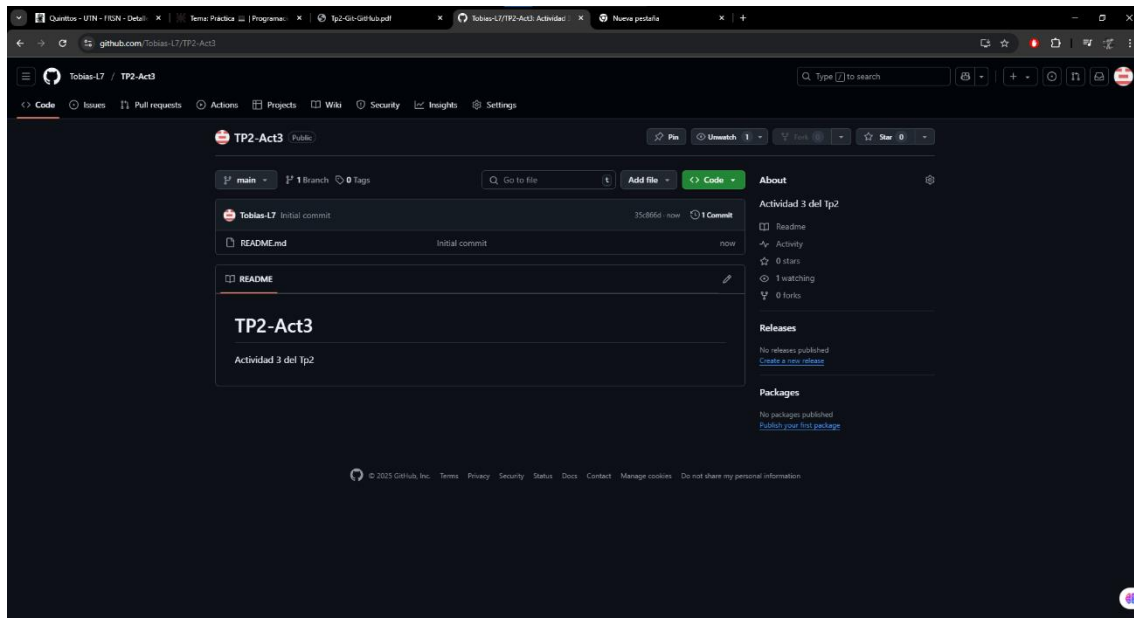 Quinttos - UTN - FRSN - Detall
Tema: Práctica
| Programac
Tp2-Git-GitHub.pdf
Tobias-L7/TP2-Act3: Actividad 3
Nueva pestaña
github.com/Tobias-L7/TP2-Act3
Tobias-L7 / TP2-Act3
Type / to search
Code
Issues
Pull requests
Actions
Projects
Wiki
Security
Insights
Settings
TP2-Act3 Public
Pin
Unwatch 1
Fork 0
Star 0
main
1 Branch
0 Tags
Go to file
t
Add file
Code
About
Actividad 3 del Tp2
Tobias-L7 Initial commit
35c866d · now
1 Commit
README.md
Initial commit
now
Readme
Activity
0 stars
1 watching
0 forks
README
TP2-Act3
Actividad 3 del Tp2
Releases
No releases published
Create a new release
Packages
No packages published
Publish your first package
© 2025 GitHub, Inc.
Terms
Privacy
Security
Status
Docs
Contact
Manage cookies
Do not share my personal information